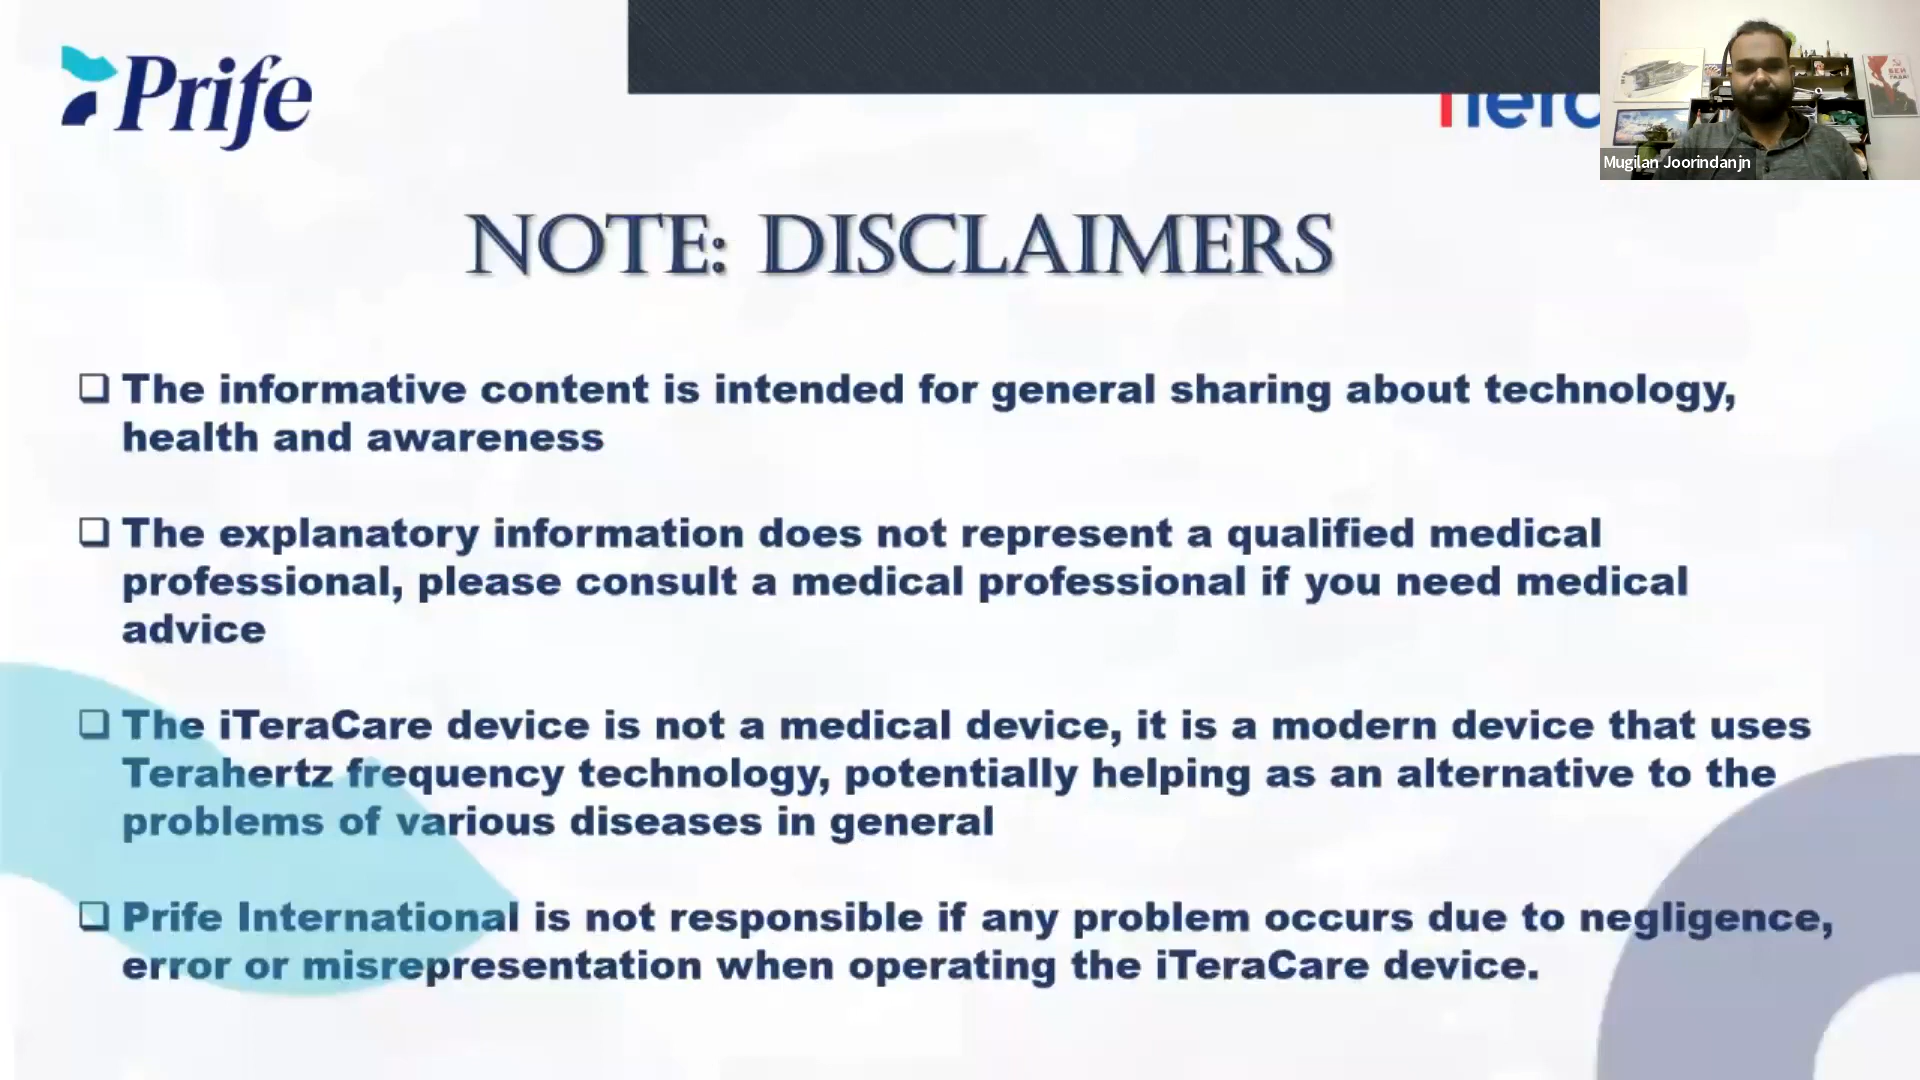 Prife
Mugilan Joorindanjn
NOTE: DISCLAIMERS
The informative content is intended for general sharing about technology,
health and awareness
The explanatory information does not represent a qualified medical
professional, please consult a medical professional if you need medical
advice
The iTeraCare device is not a medical device, it is a modern device that uses
Terahertz frequency technology, potentially helping as an alternative to the
problems of various diseases in general
Prife International is not responsible if any problem occurs due to negligence,
error or misrepresentation when operating the iTeraCare device.